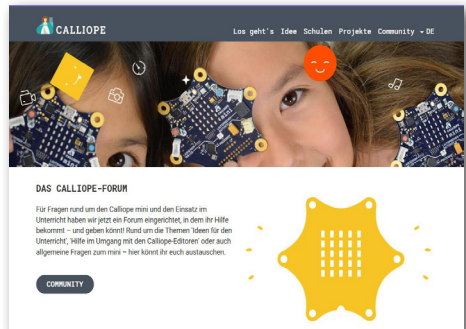 CALLIOPE
Los geht's Idee Schulen Projekte Community DE
DAS CALLIOPE-FORUM
Für Fragen rund um den Calliope mini und den Einsatz im
Unterricht haben wir jetzt ein Forum eingerichtet, in dem ihr Hilfe
bekommt – und geben könnt! Rund um die Themen 'Ideen für den
Unterricht', 'Hilfe im Umgang mit den Calliope-Editoren' oder auch
allgemeine Fragen zum mini – hier könnt ihr euch austauschen.
COMMUNITY